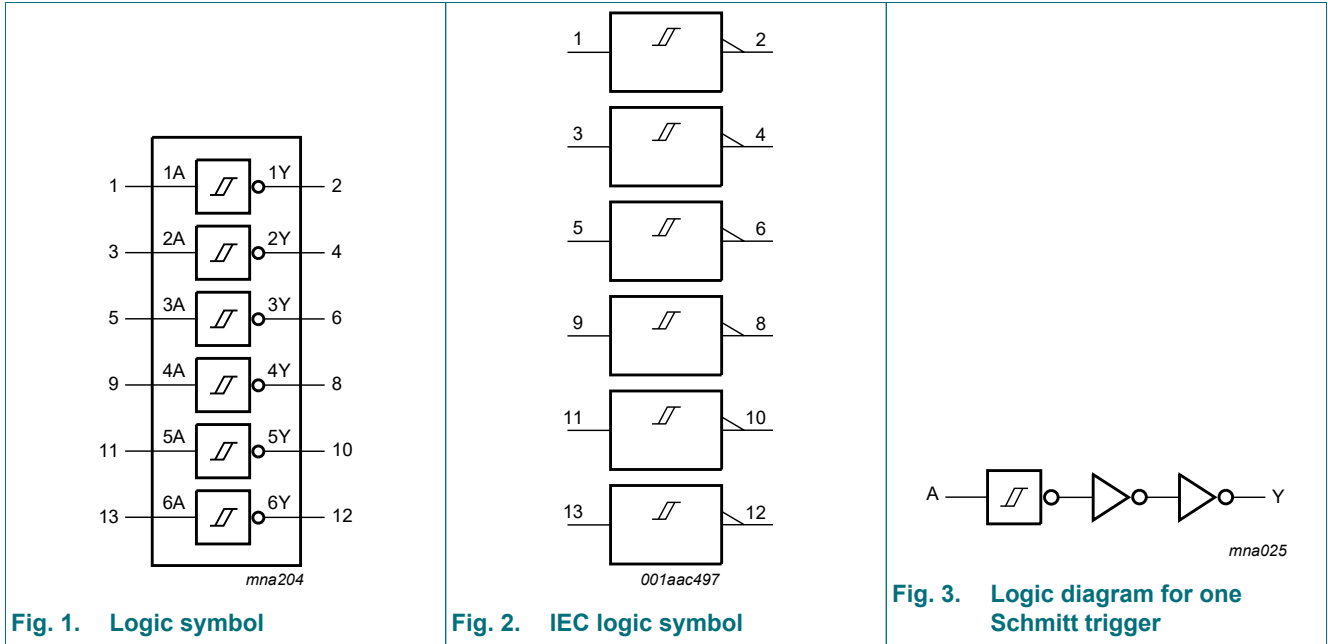 1 1A 1Y 2
3 2A 2Y 4
5 3A 3Y 6
9 4A 4Y 8
11 5A 5Y 10
13 6A 6Y 12
mna204
Fig. 1. Logic symbol
1 2
3 4
5 6
9 8
11 10
13 12
001aac497
Fig. 2. IEC logic symbol
A Y
mna025
Fig. 3. Logic diagram for one
Schmitt trigger